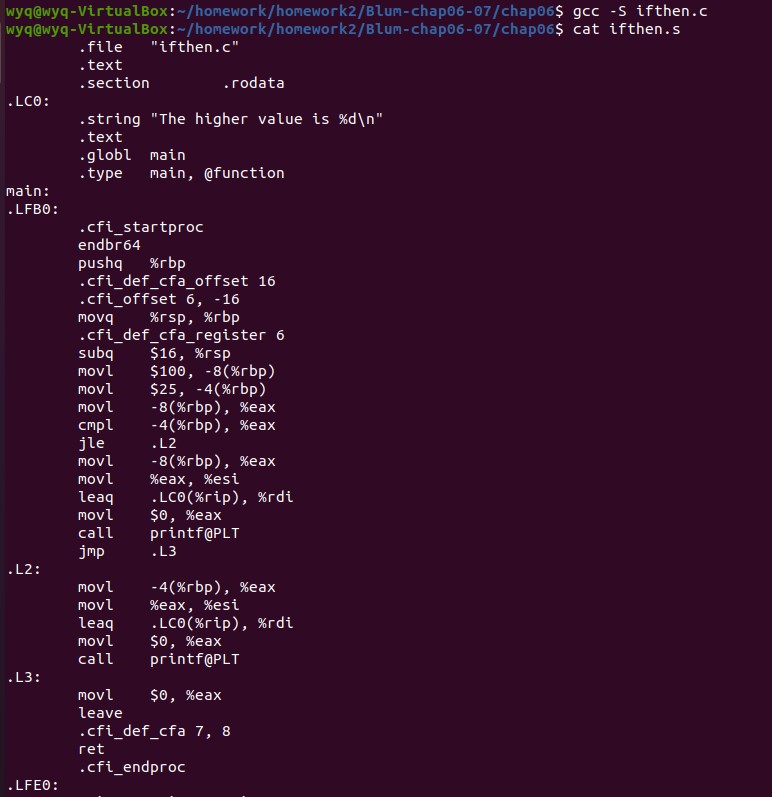 wyq@wyq-VirtualBox:~/homework/homework2/Blum-chap06-07/chap06$ gcc -S ifthen.c
wyq@wyq-VirtualBox:~/homework/homework2/Blum-chap06-07/chap06$ cat ifthen.s
.file "ifthen.c"
.text
.section .rodata
.LC0:
.string "The higher value is %d\n"
.text
.globl main
.type main, @function
main:
.LFB0:
.cfi_startproc
endbr64
pushq %rbp
.cfi_def_cfa_offset 16
.cfi_offset 6, -16
movq %rsp, %rbp
.cfi_def_cfa_register 6
subq $16, %rsp
movl $100, -8(%rbp)
movl $25, -4(%rbp)
movl -8(%rbp), %eax
cmpl -4(%rbp), %eax
jle .L2
movl -8(%rbp), %eax
movl %eax, %esi
leaq .LC0(%rip), %rdi
movl $0, %eax
call printf@PLT
jmp .L3
.L2:
movl -4(%rbp), %eax
movl %eax, %esi
leaq .LC0(%rip), %rdi
movl $0, %eax
call printf@PLT
.L3:
movl $0, %eax
leave
.cfi_def_cfa 7, 8
ret
.cfi_endproc
.LFE0: